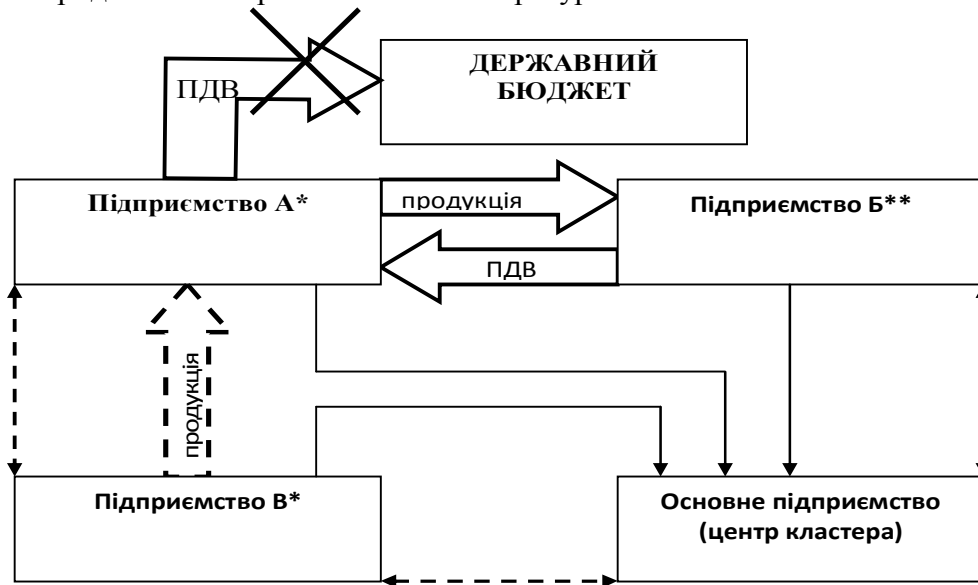 ПДВ
ДЕРЖАВНИЙ
БЮДЖЕТ
Підприємство А*
продукція
Підприємство Б**
ПДВ
продукція
Підприємство В*
Основне підприємство
(центр кластера)